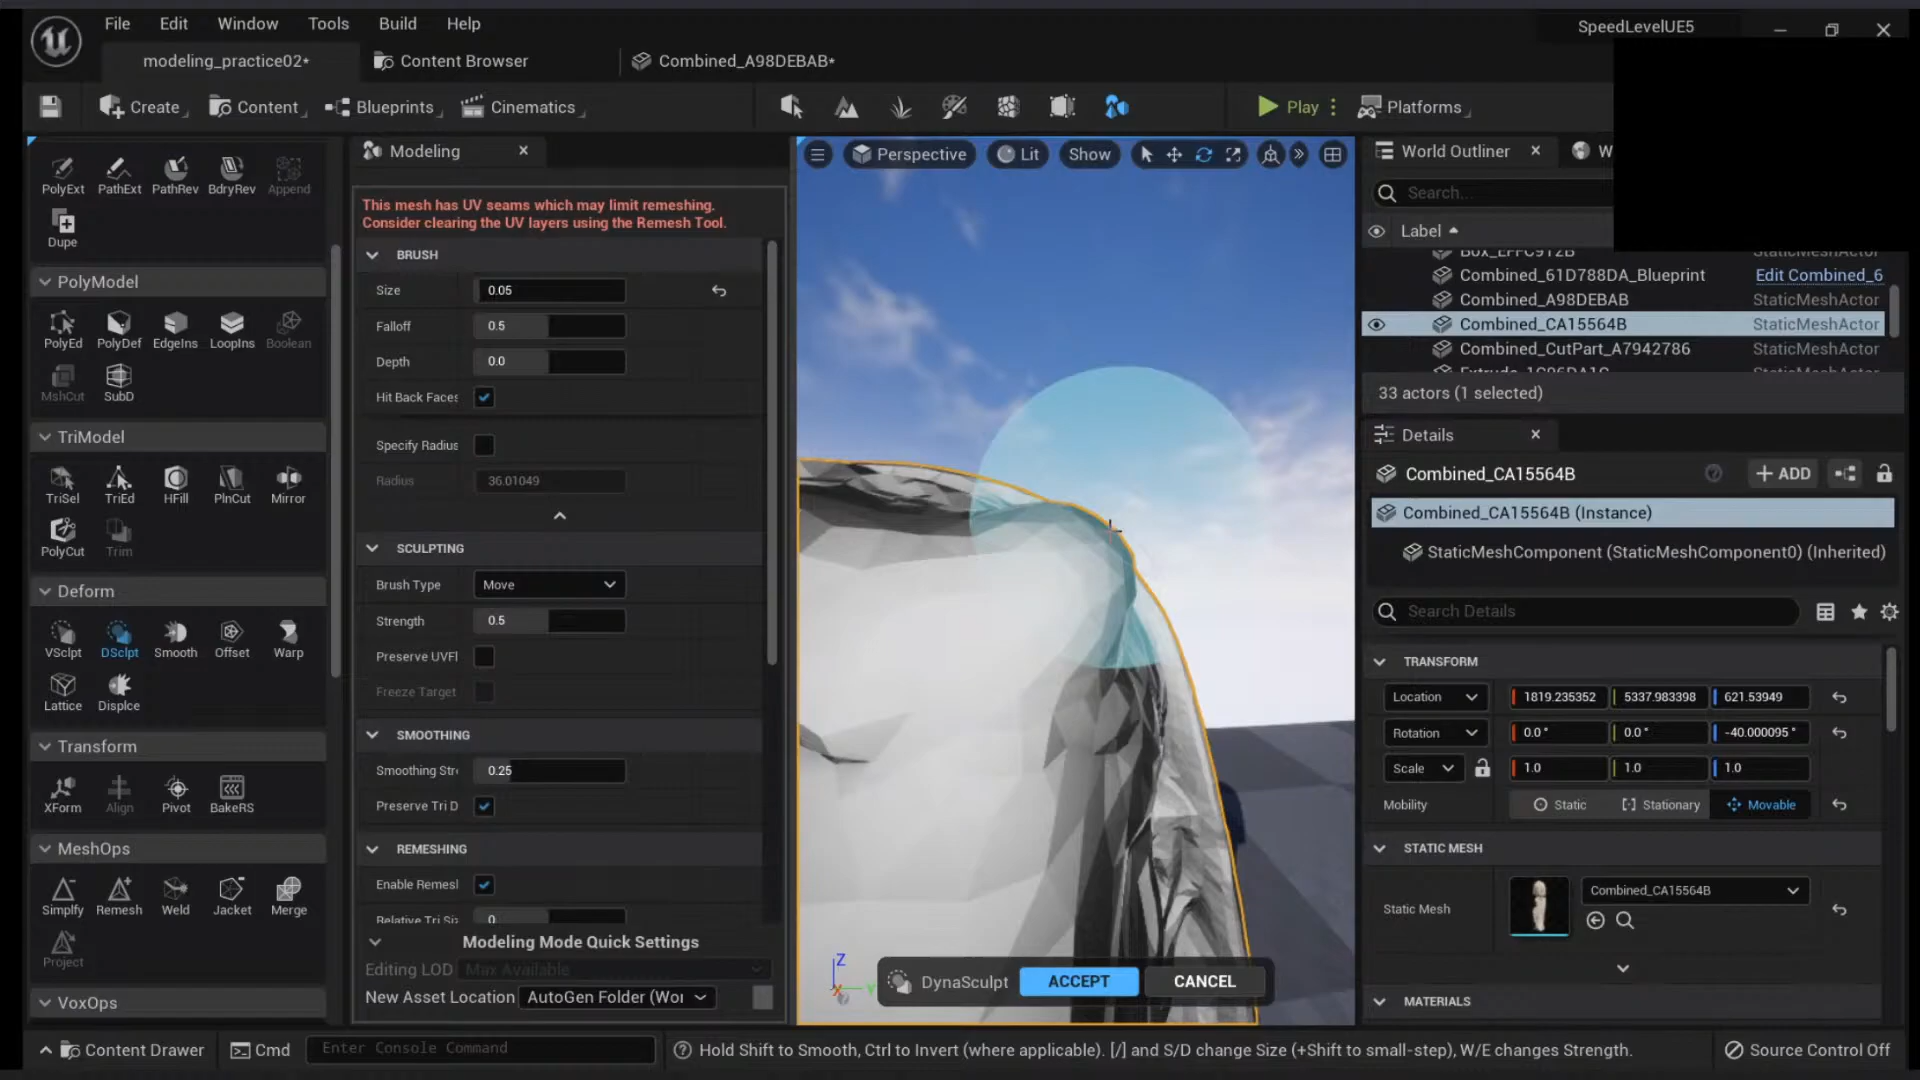 File Edit Window Tools Build Help
SpeedLevelUE5
modeling_practice02*
Content Browser
Combined_A98DEBAB*
Create
Content
Blueprints
Cinematics
Play
Platforms
PolyExt PathExt PathRev BdryRev Append
Dupe
PolyModel
PolyEd PolyDef EdgeIns LoopIns Boolean
MshCut SubD
TriModel
TriSel TriEd HFill PlnCut Mirror
PolyCut Trim
Deform
VSclpt DSclpt Smooth Offset Warp
Lattice Displce
Transform
XForm Align Pivot BakeRS
MeshOps
Simplfy Remesh Weld Jacket Merge
Project
VoxOps
Modeling
This mesh has UV seams which may limit remeshing.
Consider clearing the UV layers using the Remesh Tool.
BRUSH
Size 0.05
Falloff 0.5
Depth 0.0
Hit Back Faces
Specify Radius
Radius 36.01049
SCULPTING
Brush Type Move
Strength 0.5
Preserve UVFl
Freeze Target
SMOOTHING
Smoothing Str 0.25
Preserve Tri D
REMESHING
Enable Remesl
Relative Tri Siz 0
Modeling Mode Quick Settings
Editing LOD Max Available
New Asset Location AutoGen Folder (Wor
Perspective Lit Show
Z
Y
X
DynaSculpt ACCEPT CANCEL
World Outliner
W
Search...
Label
Box_EFFC912B StaticMeshActor
Combined_61D788DA_Blueprint Edit Combined_6
Combined_A98DEBAB StaticMeshActor
Combined_CA15564B StaticMeshActor
Combined_CutPart_A7942786 StaticMeshActor
33 actors (1 selected)
Details
Combined_CA15564B
ADD
Combined_CA15564B (Instance)
StaticMeshComponent (StaticMeshComponent0) (Inherited)
Search Details
TRANSFORM
Location 1819.235352 5337.983398 621.53949
Rotation 0.0 ° 0.0 ° -40.000095 °
Scale 1.0 1.0 1.0
Mobility Static Stationary Movable
STATIC MESH
Static Mesh Combined_CA15564B
MATERIALS
Content Drawer
Cmd
Enter Console Command
Hold Shift to Smooth, Ctrl to Invert (where applicable). [/] and S/D change Size (+Shift to small-step), W/E changes Strength.
Source Control Off